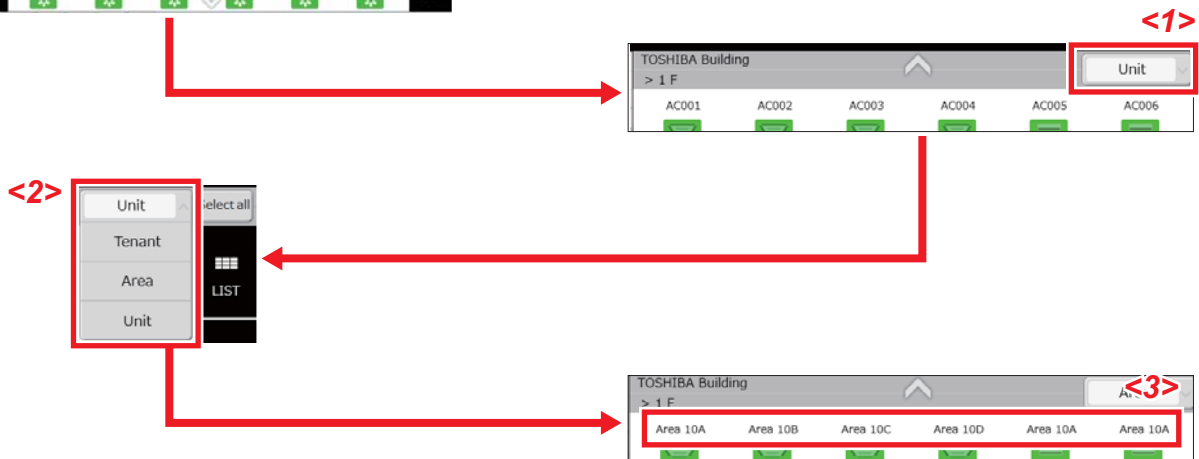 <1>
TOSHIBA Building
Unit
> 1 F
AC001 AC002 AC003 AC004 AC005 AC006
<2>
Unit
Select all
Tenant
Area
LIST
Unit
TOSHIBA Building
<3>
> 1 F
Area 10A Area 10B Area 10C Area 10D Area 10A Area 10A